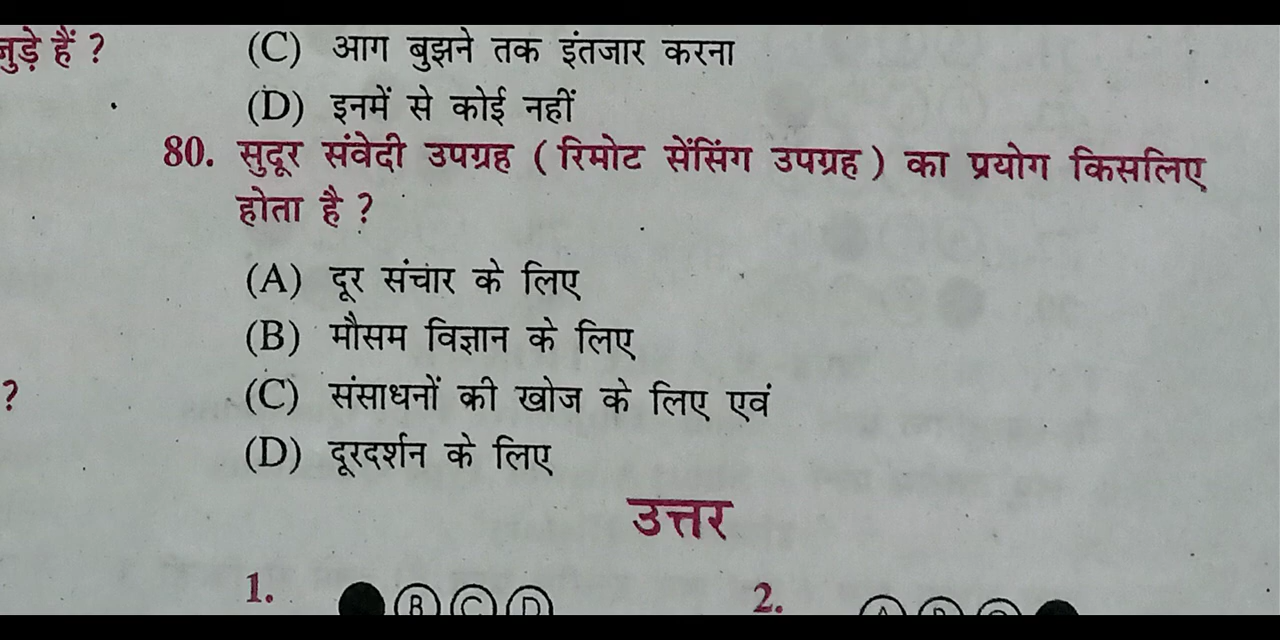 नुड़े हैं ?
(C) आग बुझने तक इंतजार करना
(D) इनमें से कोई नहीं
80. सुदूर संवेदी उपग्रह ( रिमोट सेंसिंग उपग्रह ) का प्रयोग किसलिए
होता है ?
(A) दूर संचार के लिए
(B) मौसम विज्ञान के लिए
?
(C) संसाधनों की खोज के लिए एवं
(D) दूरदर्शन के लिए
उत्तर
1. B C D 2. A B C